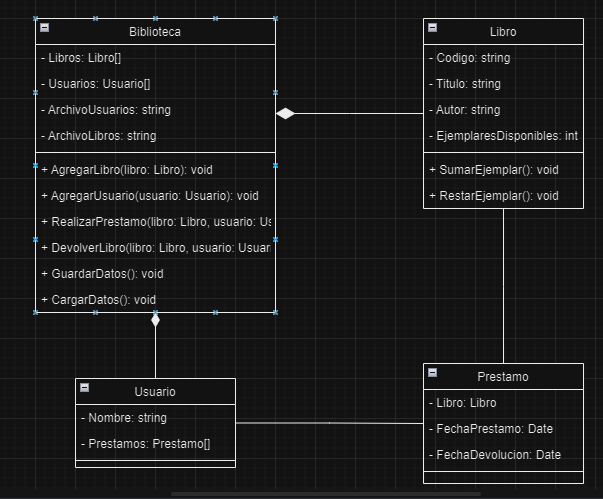 Biblioteca
- Libros: Libro[]
- Usuarios: Usuario[]
- ArchivoUsuarios: string
- ArchivoLibros: string
+ AgregarLibro(libro: Libro): void
+ AgregarUsuario(usuario: Usuario): void
+ RealizarPrestamo(libro: Libro, usuario: Us
+ DevolverLibro(libro: Libro, usuario: Usuar
+ GuardarDatos(): void
+ CargarDatos(): void
Libro
- Codigo: string
- Titulo: string
- Autor: string
- EjemplaresDisponibles: int
+ SumarEjemplar(): void
+ RestarEjemplar(): void
Usuario
- Nombre: string
- Prestamos: Prestamo[]
Prestamo
- Libro: Libro
- FechaPrestamo: Date
- FechaDevolucion: Date